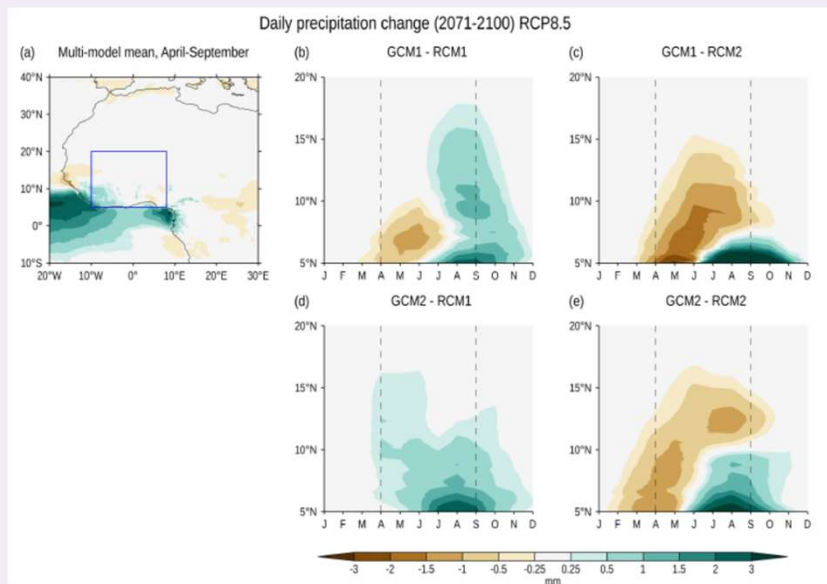 Daily precipitation change (2071-2100) RCP8.5
(a) Multi-model mean, April-September
40°N
30°N
20°N
10°N
0°
10°S
20°W 10°W 0° 10°E 20°E 30°E
(b) GCM1 - RCM1
20°N
15°N
10°N
5°N
J F M A M J J A S O N D
(c) GCM1 - RCM2
20°N
15°N
10°N
5°N
J F M A M J J A S O N D
(d) GCM2 - RCM1
20°N
15°N
10°N
5°N
J F M A M J J A S O N D
(e) GCM2 - RCM2
20°N
15°N
10°N
5°N
J F M A M J J A S O N D
-3 -2 -1.5 -1 -0.5 -0.25 0.25 0.5 1 1.5 2 3
mm